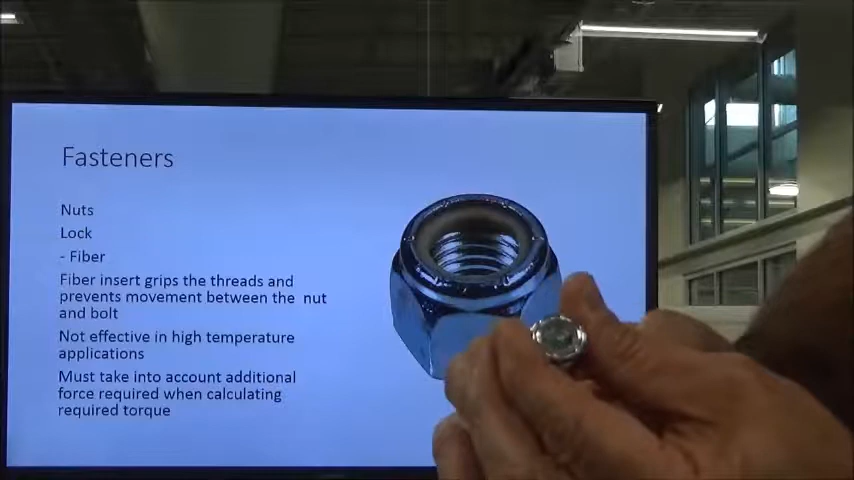 Fasteners
Nuts
Lock
- Fiber
Fiber insert grips the threads and
prevents movement between the nut
and bolt
Not effective in high temperature
applications
Must take into account additional
force required when calculating
required torque